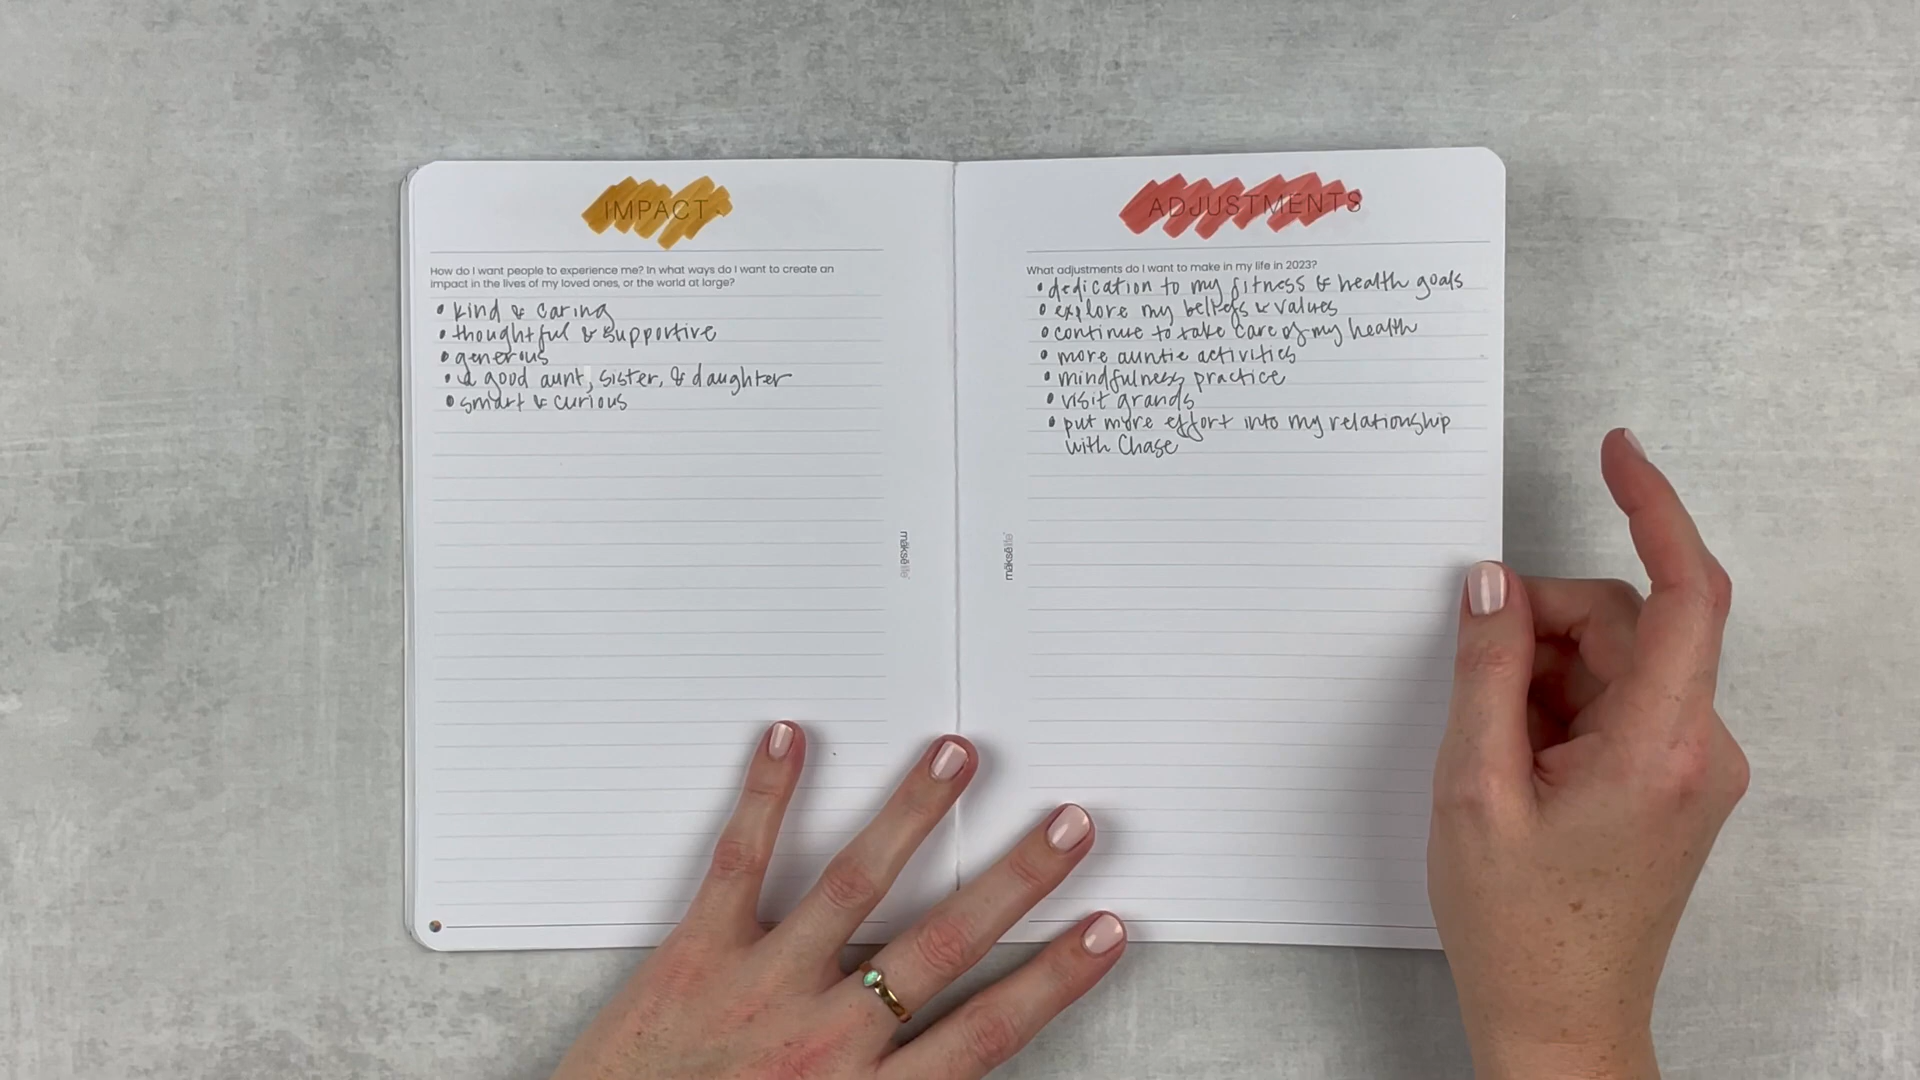 IMPACT
How do I want people to experience me? In what ways do I want to create an
impact in the lives of my loved ones, or the world at large?
• kind & caring
• thoughtful & supportive
• generous
• a good aunt, sister, & daughter
• smart & curious
mäksēlife
ADJUSTMENTS
What adjustments do I want to make in my life in 2023?
• dedication to my fitness & health goals
• explore my beliefs & values
• continue to take care of my health
• more auntie activities
• mindfulness practice
• visit grands
• put more effort into my relationship
with Chase
mäksēlife